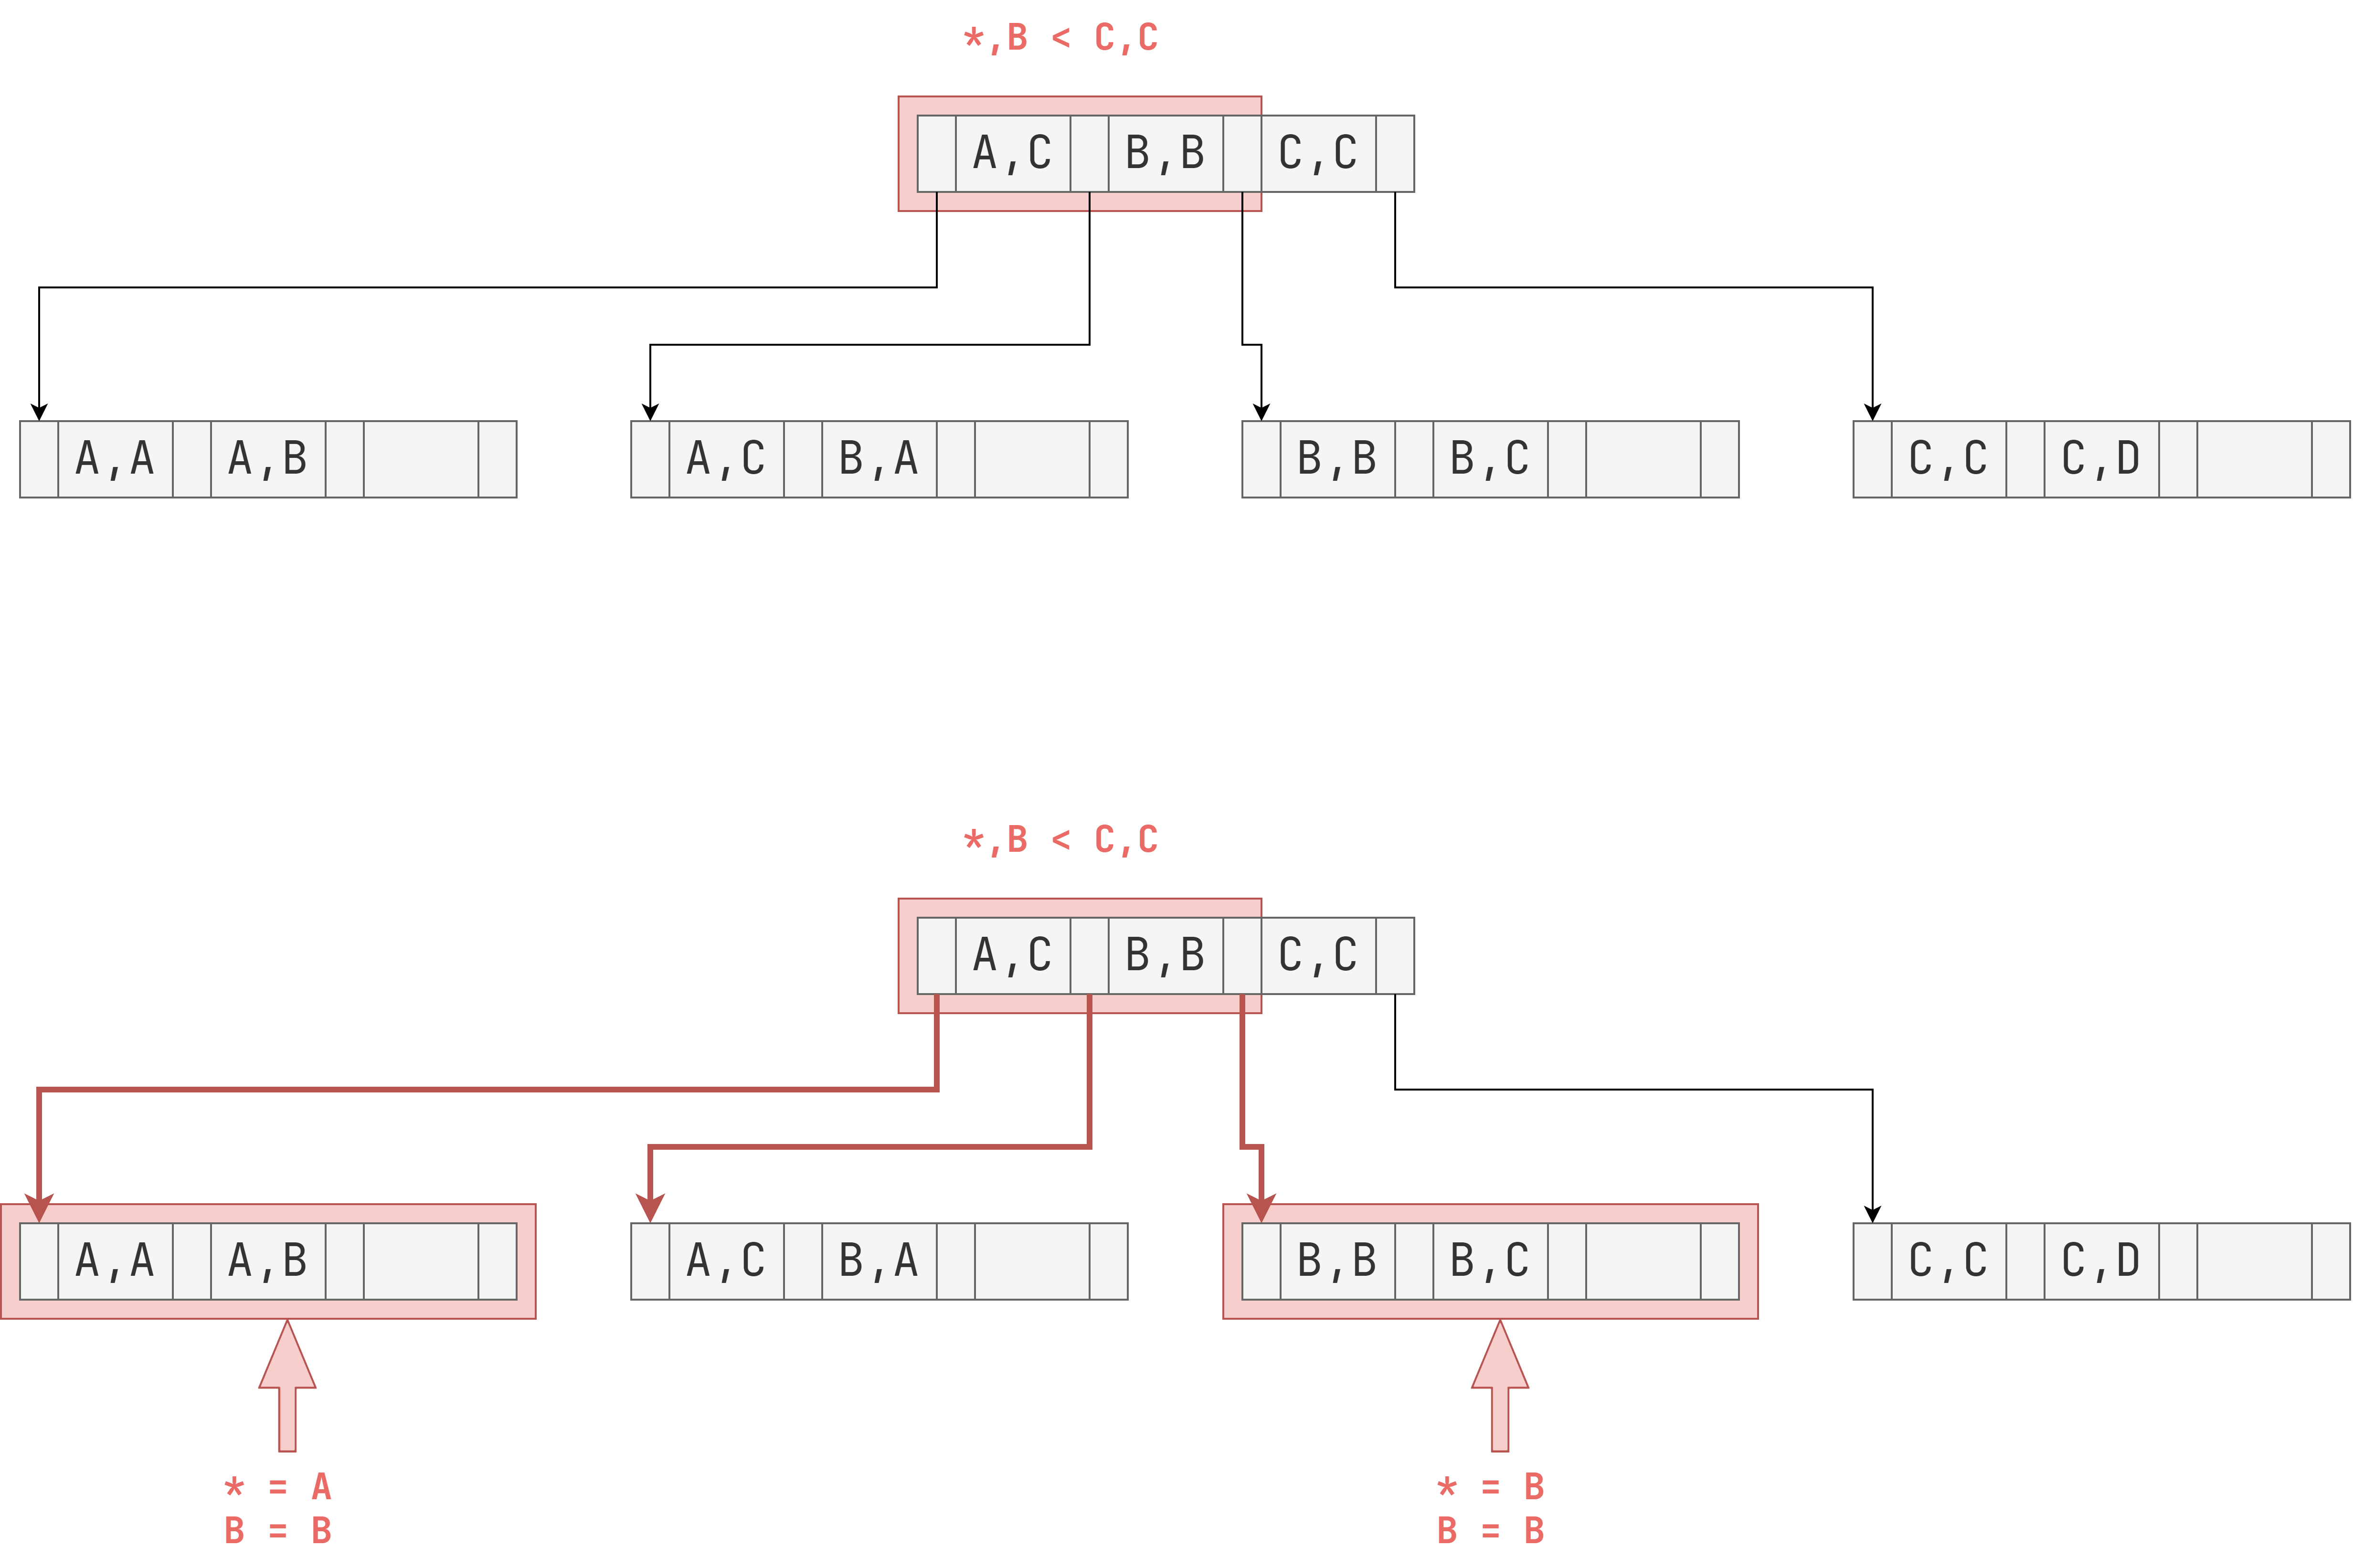 *,B < C,C
A,C B,B C,C
A,A A,B A,C B,A B,B B,C C,C C,D
*,B < C,C
A,C B,B C,C
A,A A,B A,C B,A B,B B,C C,C C,D
* = A
B = B
* = B
B = B